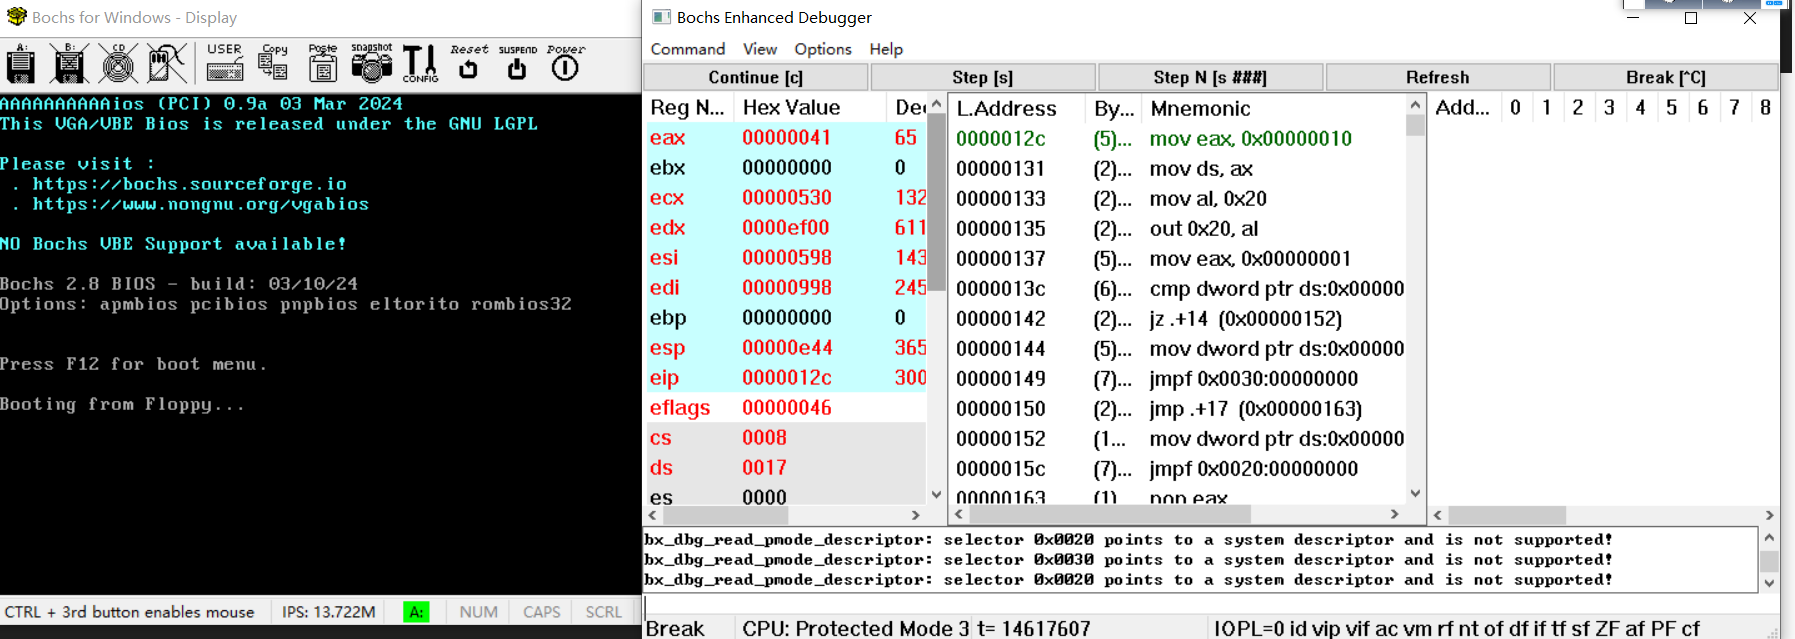 Bochs for Windows - Display
A: B: CD USER Copy Paste snapshot CONFIG Reset SUSPEND Power
AAAAAAAAAAios (PCI) 0.9a 03 Mar 2024
This VGA/VBE Bios is released under the GNU LGPL
Please visit :
. https://bochs.sourceforge.io
. https://www.nongnu.org/vgabios
NO Bochs VBE Support available!
Bochs 2.8 BIOS - build: 03/10/24
Options: apmbios pcibios pnpbios eltorito rombios32
Press F12 for boot menu.
Booting from Floppy...
CTRL + 3rd button enables mouse IPS: 13.722M A: NUM CAPS SCRL
Bochs Enhanced Debugger
Command View Options Help
Continue [c] Step [s] Step N [s ###] Refresh Break [^C]
Reg N... Hex Value Dec
eax 00000041 65
ebx 00000000 0
ecx 00000530 132
edx 0000ef00 611
esi 00000598 143
edi 00000998 245
ebp 00000000 0
esp 00000e44 365
eip 0000012c 300
eflags 00000046
cs 0008
ds 0017
es 0000
L.Address By... Mnemonic
0000012c (5)... mov eax, 0x00000010
00000131 (2)... mov ds, ax
00000133 (2)... mov al, 0x20
00000135 (2)... out 0x20, al
00000137 (5)... mov eax, 0x00000001
0000013c (6)... cmp dword ptr ds:0x00000
00000142 (2)... jz .+14 (0x00000152)
00000144 (5)... mov dword ptr ds:0x00000
00000149 (7)... jmpf 0x0030:00000000
00000150 (2)... jmp .+17 (0x00000163)
00000152 (1... mov dword ptr ds:0x00000
0000015c (7)... jmpf 0x0020:00000000
00000163 (1) pop eax
Add... 0 1 2 3 4 5 6 7 8
bx_dbg_read_pmode_descriptor: selector 0x0020 points to a system descriptor and is not supported!
bx_dbg_read_pmode_descriptor: selector 0x0030 points to a system descriptor and is not supported!
bx_dbg_read_pmode_descriptor: selector 0x0020 points to a system descriptor and is not supported!
Break CPU: Protected Mode 3 t= 14617607 IOPL=0 id vip vif ac vm rf nt of df if tf sf ZF af PF cf